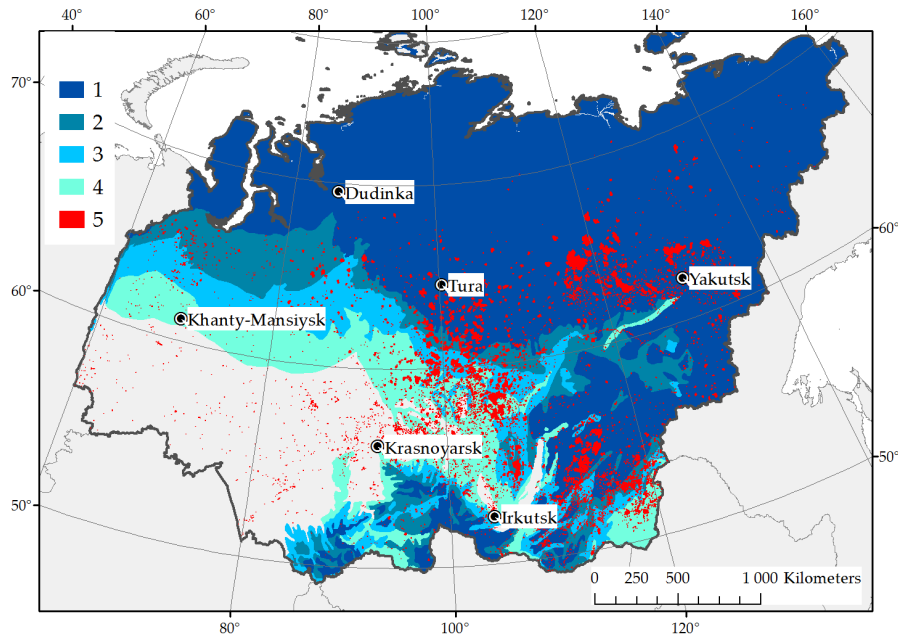 40° 60° 80° 100° 120° 140° 160°
70°
1
2
3
4
5
Dudinka
60°
Tura
Yakutsk
60°
Khanty-Mansiysk
Krasnoyarsk
50°
50°
Irkutsk
0 250 500 1 000 Kilometers
80° 100° 120°